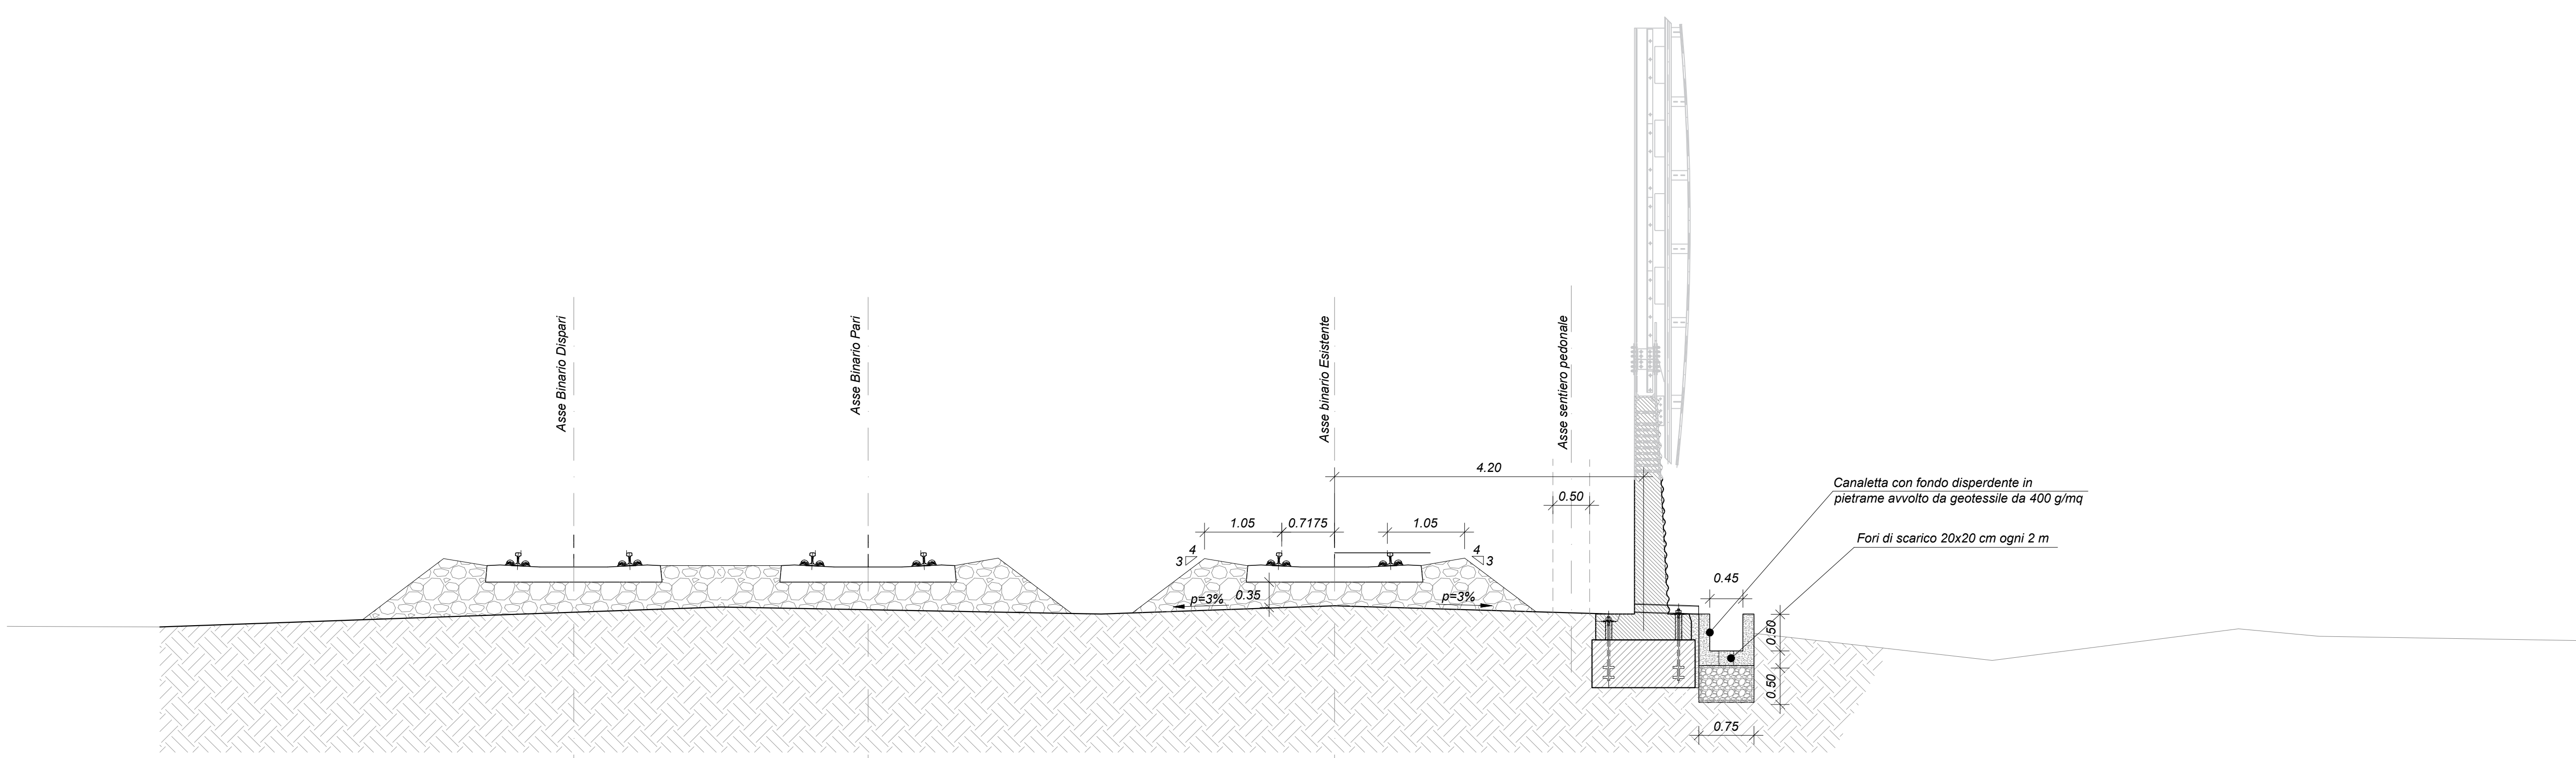 Asse Binario Dispari
Asse Binario Pari
Asse binario Esistente
Asse sentiero pedonale
4.20
0.50
1.05
0.7175
1.05
4
3
4
3
p=3%
0.35
p=3%
Canaletta con fondo disperdente in
pietrame avvolto da geotessile da 400 g/mq
Fori di scarico 20x20 cm ogni 2 m
0.45
0.50
0.50
0.75